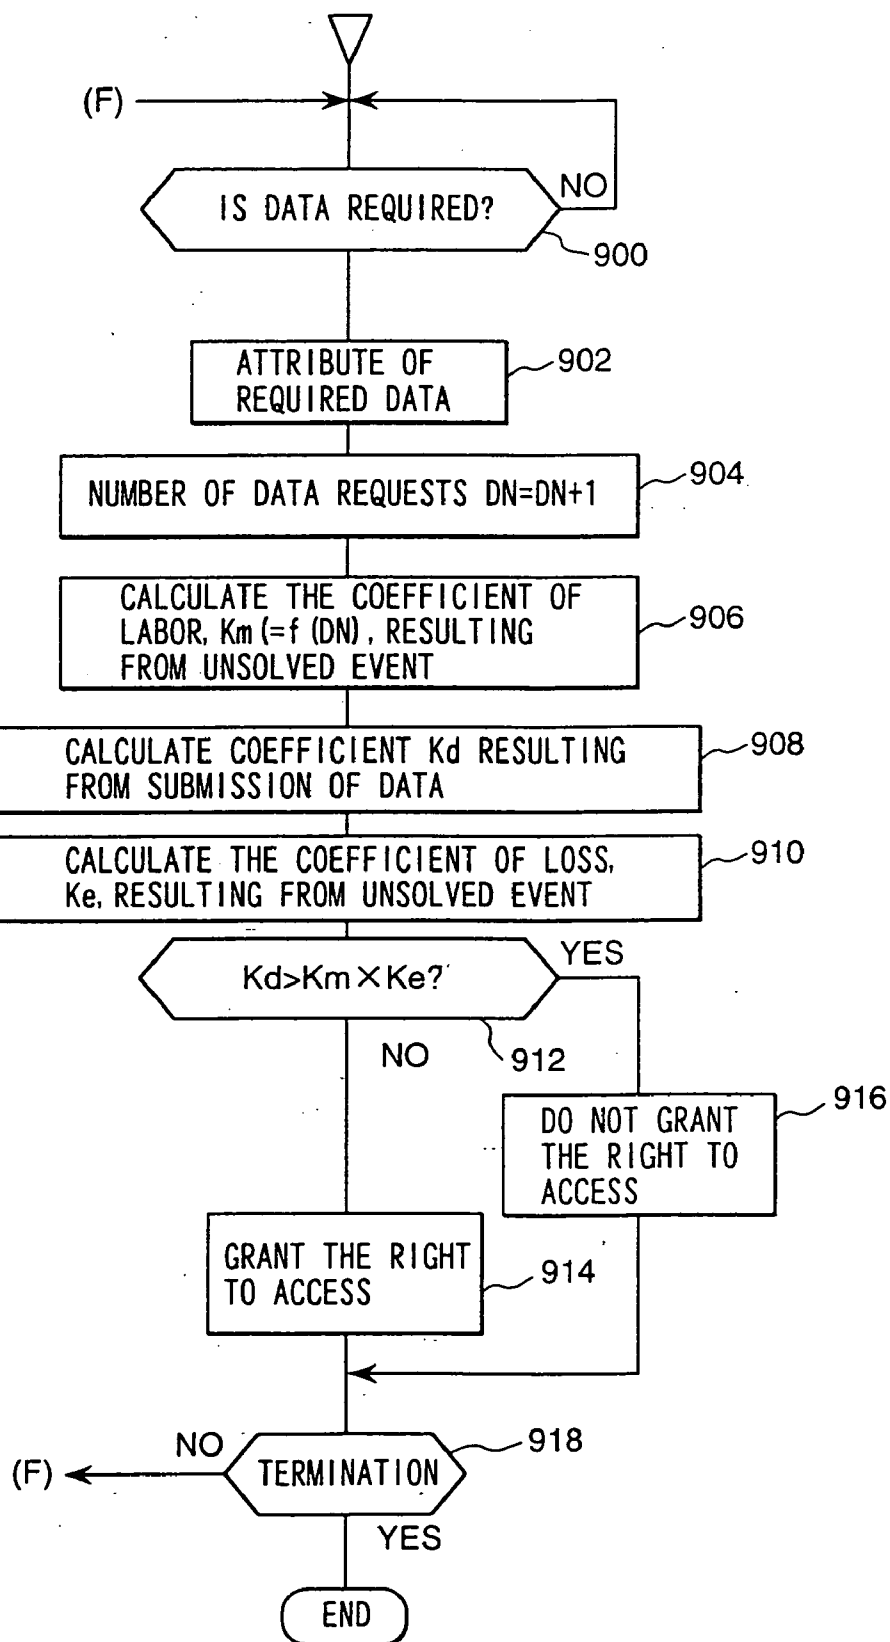 (F)
NO
IS DATA REQUIRED?
900
ATTRIBUTE OF
REQUIRED DATA
902
NUMBER OF DATA REQUESTS DN=DN+1
904
CALCULATE THE COEFFICIENT OF
LABOR, Km(=f(DN), RESULTING
FROM UNSOLVED EVENT
906
CALCULATE COEFFICIENT Kd RESULTING
FROM SUBMISSION OF DATA
908
CALCULATE THE COEFFICIENT OF LOSS,
Ke, RESULTING FROM UNSOLVED EVENT
910
YES
Kd>Km×Ke?
912
NO
DO NOT GRANT
THE RIGHT TO
ACCESS
916
GRANT THE RIGHT
TO ACCESS
914
NO
918
(F)
TERMINATION
YES
END